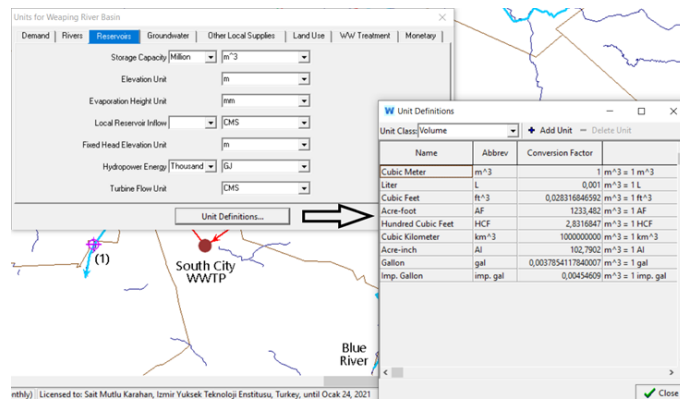 Units for Weaping River Basin
Demand Rivers Reservoirs Groundwater Other Local Supplies Land Use WW Treatment Monetary
Storage Capacity Million m^3
Elevation Unit m
Evaporation Height Unit mm
Local Reservoir Inflow CMS
Fixed Head Elevation Unit m
Hydropower Energy Thousand GJ
Turbine Flow Unit CMS
Unit Definitions...
W Unit Definitions
Unit Class: Volume + Add Unit − Delete Unit
Name Abbrev Conversion Factor
Cubic Meter m^3 1 m^3 = 1 m^3
Liter L 0,001 m^3 = 1 L
Cubic Feet ft^3 0,028316846592 m^3 = 1 ft^3
Acre-foot AF 1233,482 m^3 = 1 AF
Hundred Cubic Feet HCF 2,8316847 m^3 = 1 HCF
Cubic Kilometer km^3 1000000000 m^3 = 1 km^3
Acre-inch AI 102,7902 m^3 = 1 AI
Gallon gal 0,0037854117840007 m^3 = 1 gal
Imp. Gallon imp. gal 0,00454609 m^3 = 1 imp. gal
Close
(1)
South City
WWTP
Blue
River
nthly) Licensed to: Sait Mutlu Karahan, Izmir Yuksek Teknoloji Enstitusu, Turkey, until Ocak 24, 2021